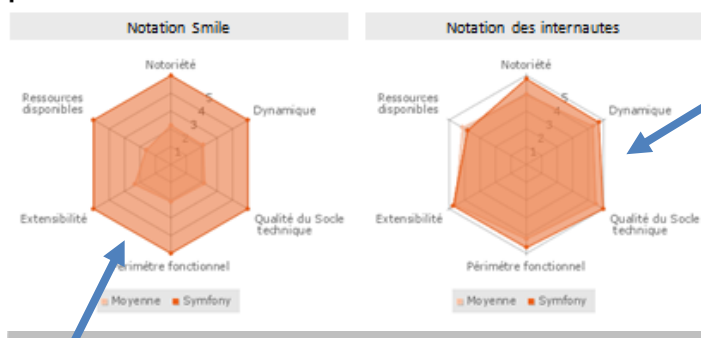 Notation Smile
Notoriété
Ressources
disponibles
Dynamique
5
4
3
2
1
Extensibilité
Qualité du Socle
technique
Périmétre fonctionnel
Moyenne
Symfony
Notation des internautes
Notoriété
Ressources
disponibles
Dynamique
5
4
3
2
1
Extensibilité
Qualité du Socle
technique
Périmétre fonctionnel
Moyenne
Symfony